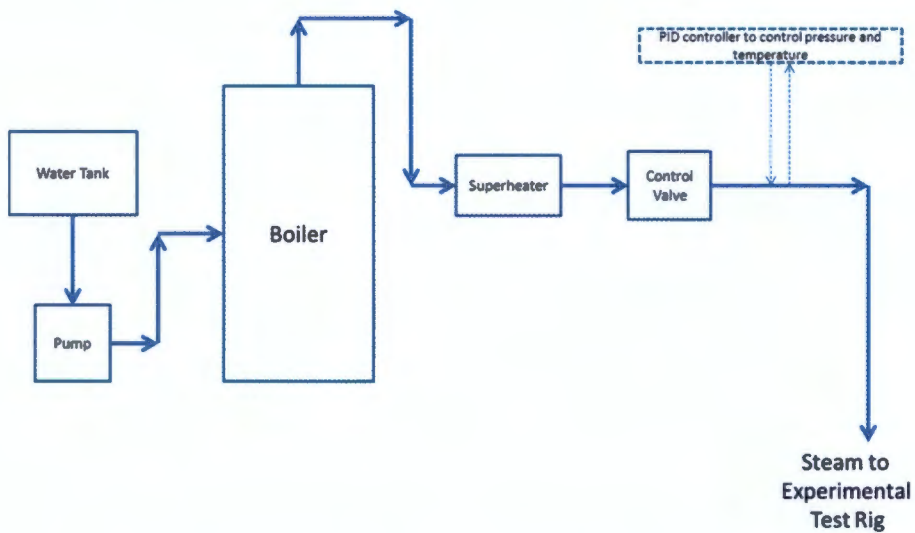 PID controller to control pressure and
temperature
Water Tank
Boiler
Superheater
Control
Valve
Pump
Steam to
Experimental
Test Rig